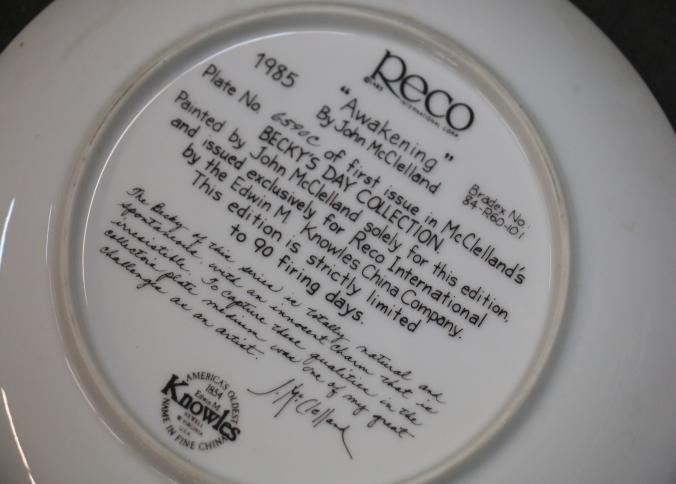 Reco
INTERNATIONAL CORP.
1985
"Awakening"
By John McClelland
Bradex No.:
84-R60-10.1
Plate No. 6590C of first issue in McClelland's
BECKY'S DAY COLLECTION.
Painted by John McClelland solely for this edition,
and issued exclusively for Reco International
by the Edwin M. Knowles China Company.
This edition is strictly limited
to 90 firing days.
The Becky of this series is totally natural and
spontaneous, with an innocent charm that is
irresistible. To capture these qualities in the
collector's plate medium was one of my great
challenges as an artist.
J. McClelland
AMERICA'S OLDEST
1854
Edwin M.
Knowles
NEWELL
W. VIRGINIA
U.S.A.
NAME IN FINE CHINA